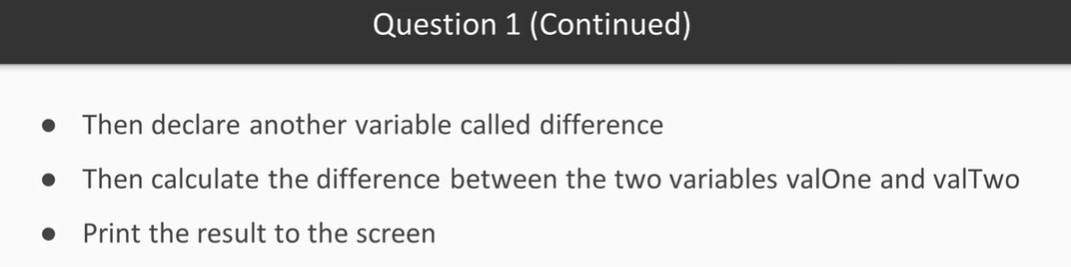 Question 1 (Continued)
● Then declare another variable called difference
● Then calculate the difference between the two variables valOne and valTwo
● Print the result to the screen